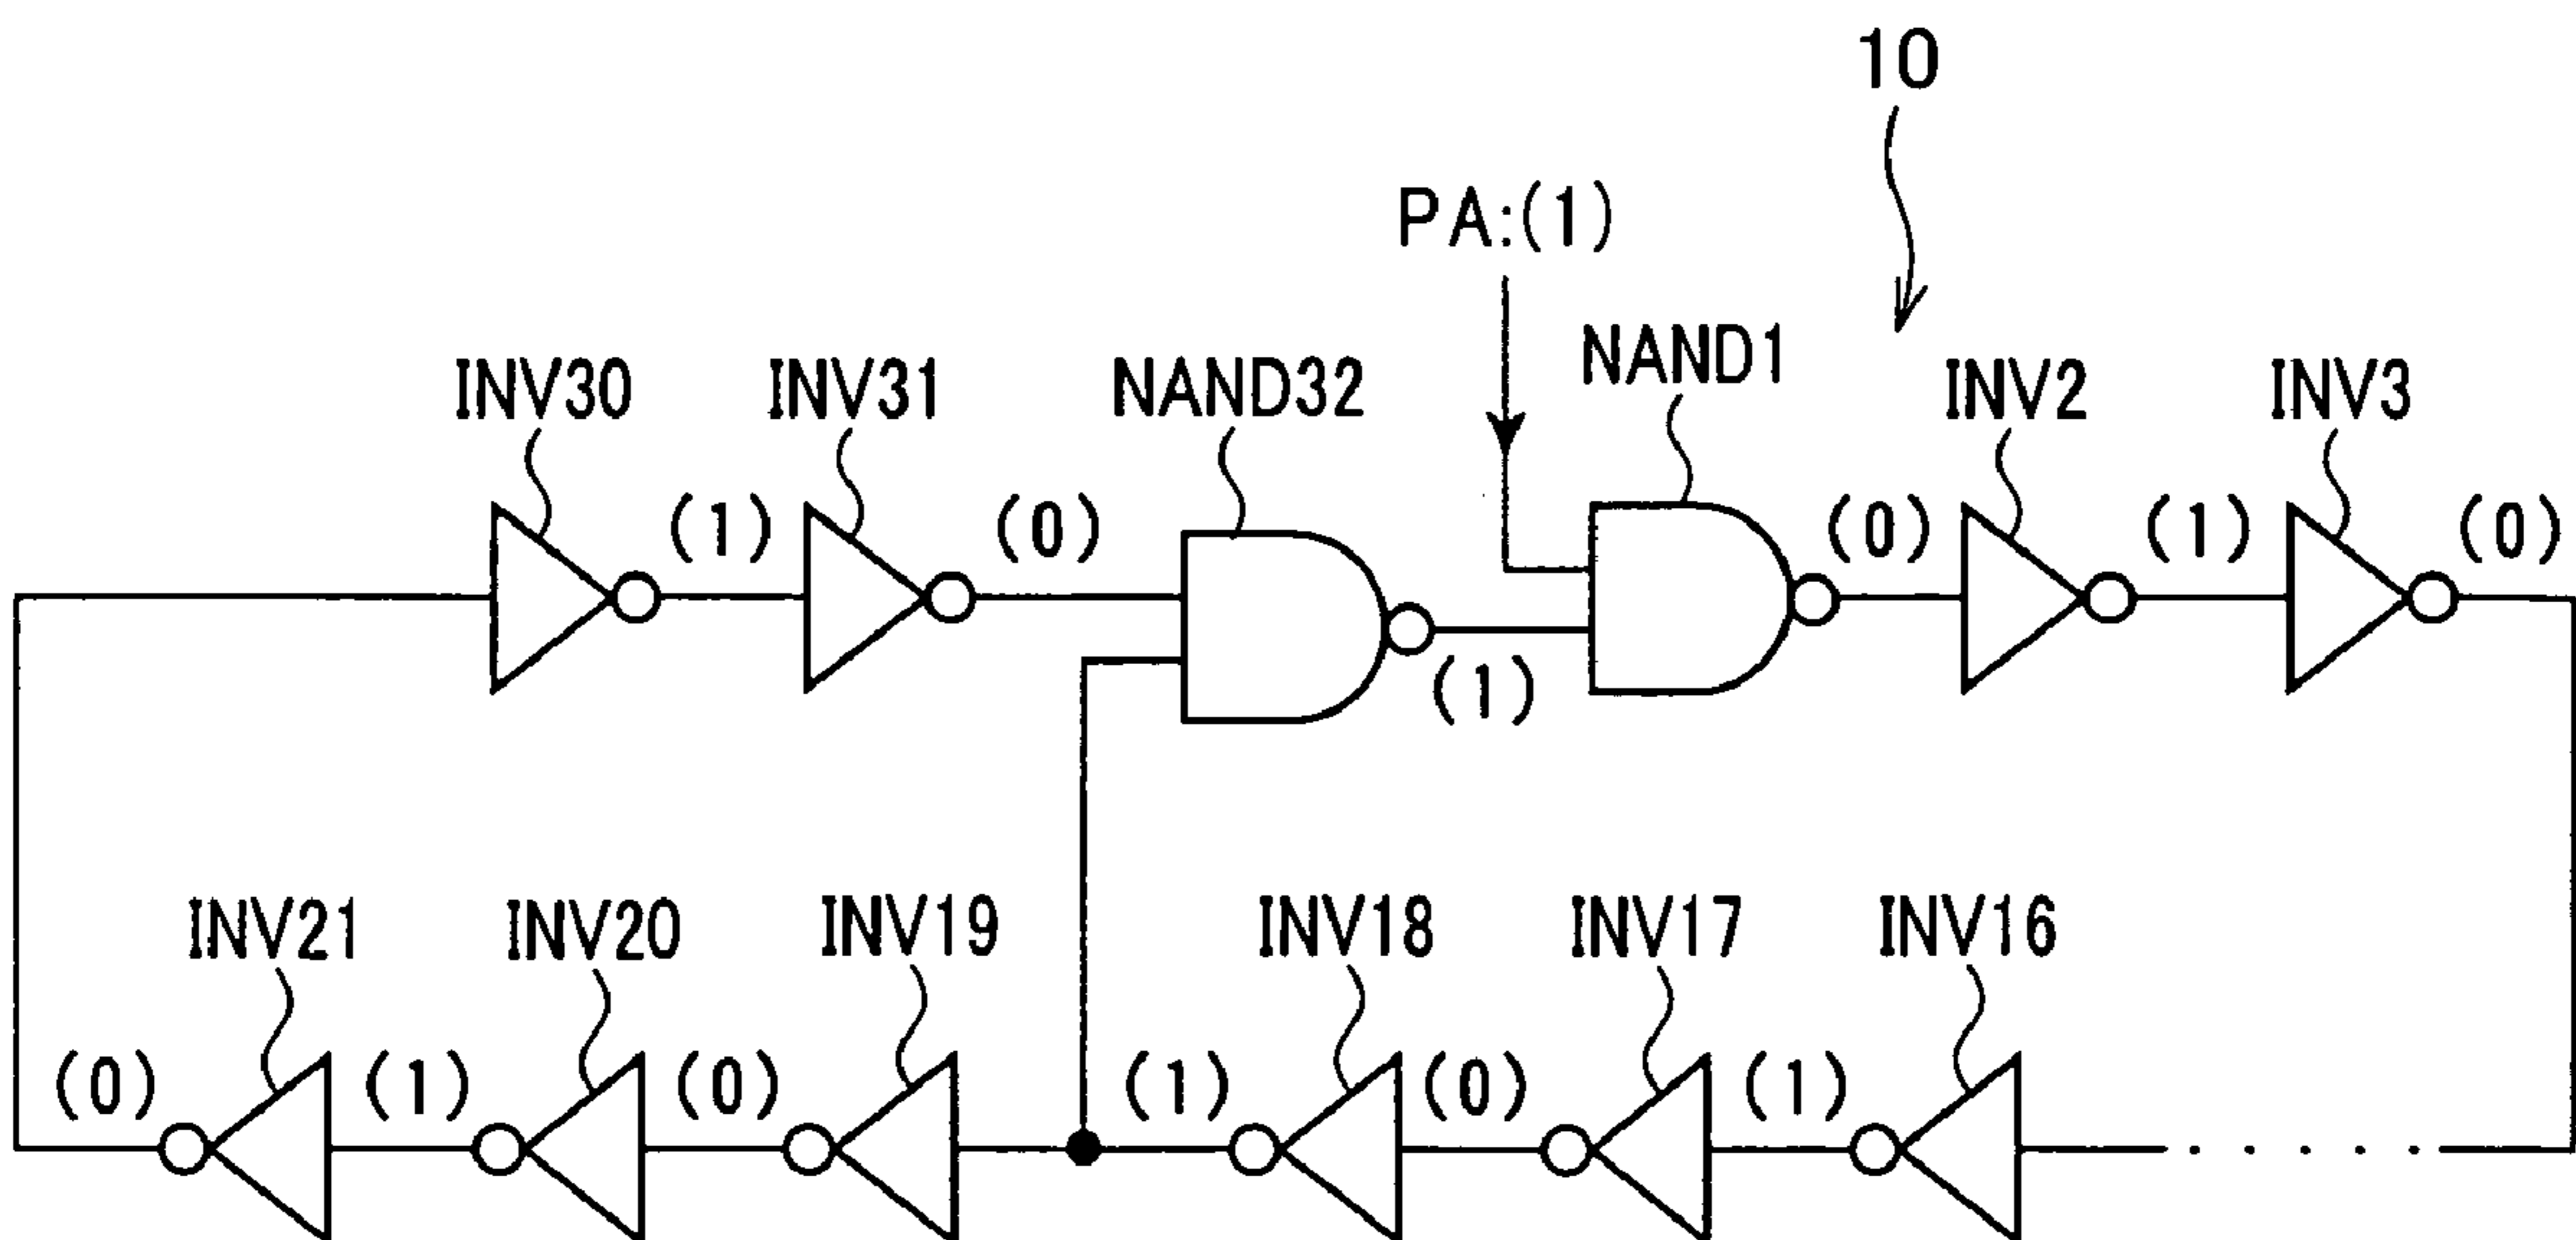 10
PA:(1)
INV30 INV31 NAND32 NAND1 INV2 INV3
(1) (0) (0) (1) (0)
(1)
INV21 INV20 INV19 INV18 INV17 INV16
(0) (1) (0) (1) (0) (1)